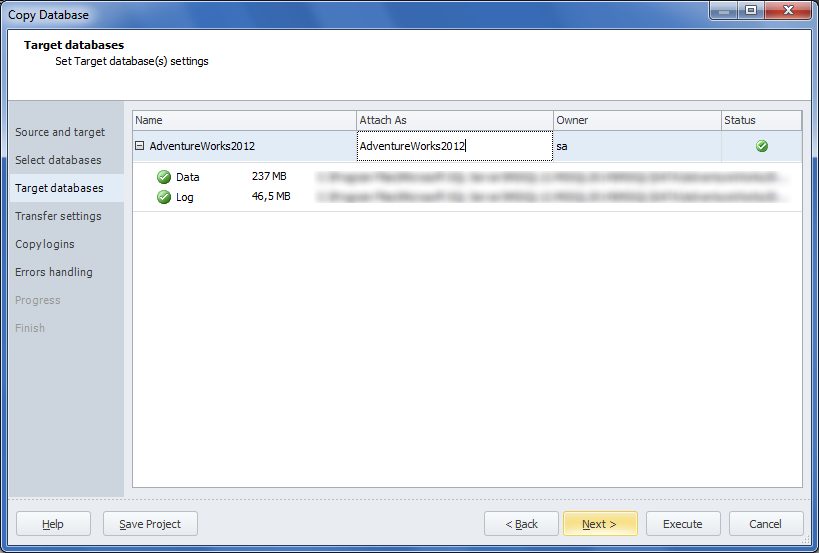 Copy Database
Target databases
Set Target database(s) settings
Source and target
Select databases
Target databases
Transfer settings
Copy logins
Errors handling
Progress
Finish
Name Attach As Owner Status
AdventureWorks2012 AdventureWorks2012 sa
Data 237 MB
Log 46,5 MB
Help Save Project < Back Next > Execute Cancel